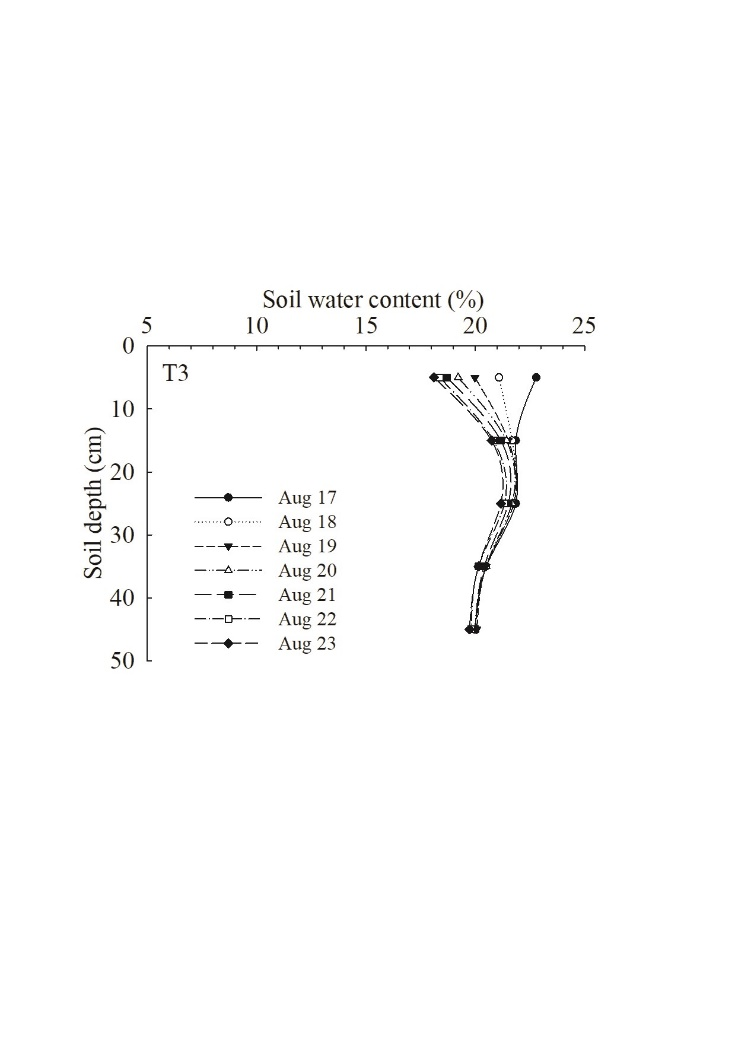 Soil water content (%)
5 10 15 20 25
0
T3
10
20
Soil depth (cm)
30
40
50
Aug 17
Aug 18
Aug 19
Aug 20
Aug 21
Aug 22
Aug 23